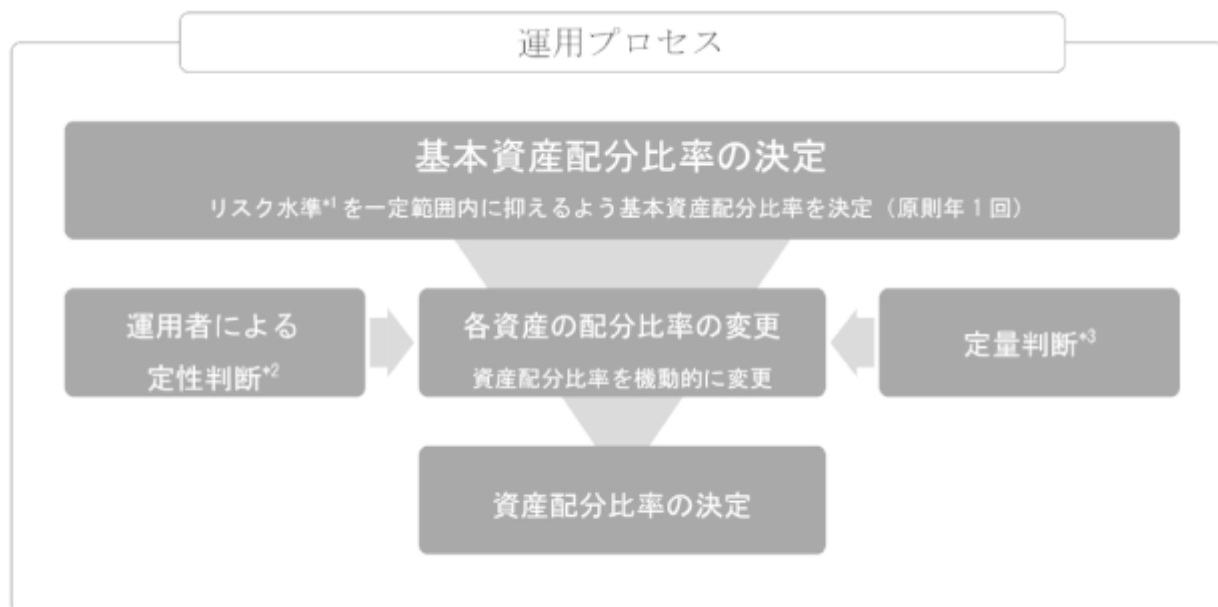 運用プロセス
基本資産配分比率の決定
リスク水準*1を一定範囲内に抑えるよう基本資産配分比率を決定（原則年1回）
運用者による
定性判断*2
各資産の配分比率の変更
資産配分比率を機動的に変更
定量判断*3
資産配分比率の決定